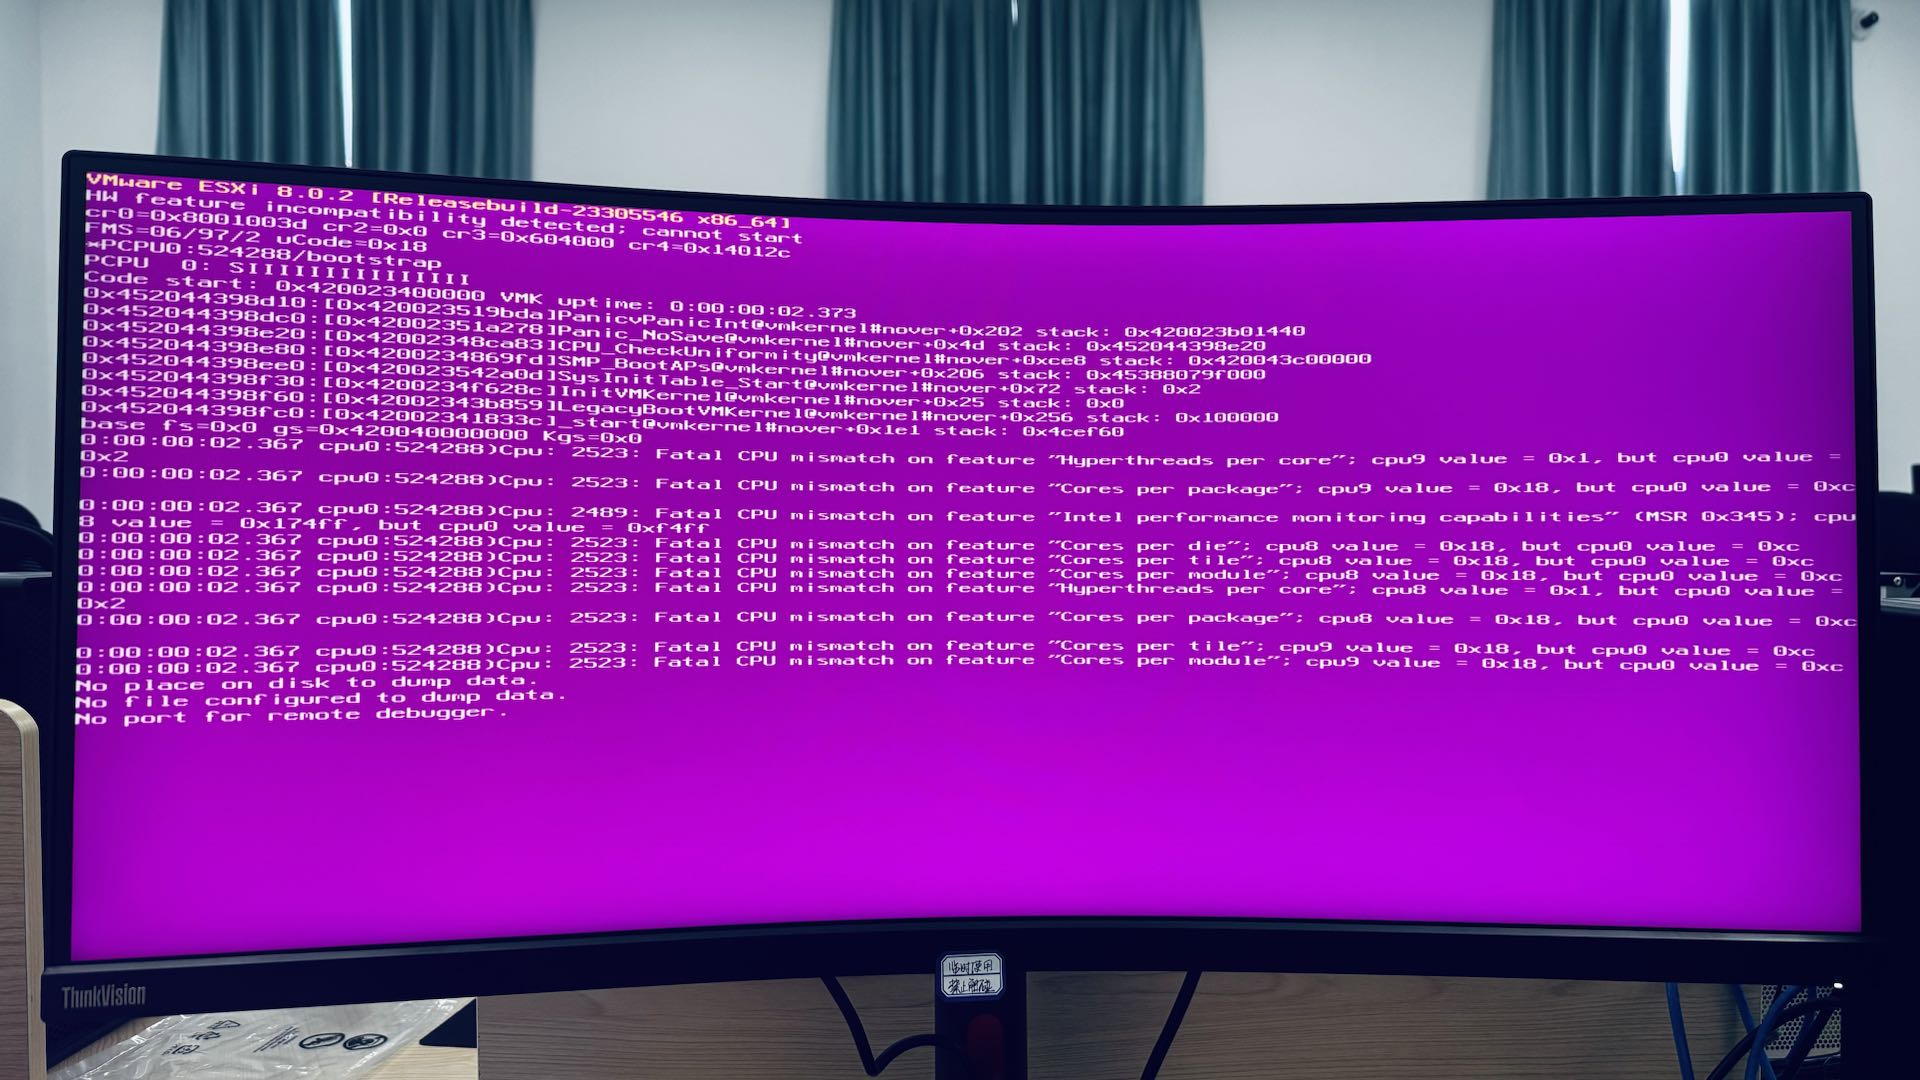 VMware ESXi 8.0.2 [Releasebuild-23305546 x86_64]
HW feature incompatibility detected; cannot start
cr0=0x8001003d cr2=0x0 cr3=0x604000 cr4=0x14012c
FMS=06/97/2 uCode=0x18
*PCPU0:524288/bootstrap
PCPU  0: SIIIIIIIIIIIIIII
Code start: 0x420023400000 VMK uptime: 0:00:00:02.373
0x452044398d10:[0x420023519bda]PanicvPanicInt@vmkernel#nover+0x202 stack: 0x420023b01440
0x452044398dc0:[0x42002351a278]Panic_NoSave@vmkernel#nover+0x4d stack: 0x452044398e20
0x452044398e20:[0x42002348ca83]CPU_CheckUniformity@vmkernel#nover+0xce8 stack: 0x420043c00000
0x452044398e80:[0x4200234869fd]SMP_BootAPs@vmkernel#nover+0x206 stack: 0x45388079f000
0x452044398ee0:[0x420023542a0d]SysInitTable_Start@vmkernel#nover+0x72 stack: 0x2
0x452044398f30:[0x4200234f628c]InitVMKernel@vmkernel#nover+0x25 stack: 0x0
0x452044398f60:[0x42002343b859]LegacyBootVMKernel@vmkernel#nover+0x256 stack: 0x100000
0x452044398fc0:[0x42002341833c]_start@vmkernel#nover+0x1e1 stack: 0x4cef60
base fs=0x0 gs=0x420040000000 Kgs=0x0
0:00:00:02.367 cpu0:524288)Cpu: 2523: Fatal CPU mismatch on feature "Hyperthreads per core"; cpu9 value = 0x1, but cpu0 value =
0x2
0:00:00:02.367 cpu0:524288)Cpu: 2523: Fatal CPU mismatch on feature "Cores per package"; cpu9 value = 0x18, but cpu0 value = 0xc
0:00:00:02.367 cpu0:524288)Cpu: 2489: Fatal CPU mismatch on feature "Intel performance monitoring capabilities" (MSR 0x345); cpu
8 value = 0x174ff, but cpu0 value = 0xf4ff
0:00:00:02.367 cpu0:524288)Cpu: 2523: Fatal CPU mismatch on feature "Cores per die"; cpu8 value = 0x18, but cpu0 value = 0xc
0:00:00:02.367 cpu0:524288)Cpu: 2523: Fatal CPU mismatch on feature "Cores per tile"; cpu8 value = 0x18, but cpu0 value = 0xc
0:00:00:02.367 cpu0:524288)Cpu: 2523: Fatal CPU mismatch on feature "Cores per module"; cpu8 value = 0x18, but cpu0 value = 0xc
0:00:00:02.367 cpu0:524288)Cpu: 2523: Fatal CPU mismatch on feature "Hyperthreads per core"; cpu8 value = 0x1, but cpu0 value =
0x2
0:00:00:02.367 cpu0:524288)Cpu: 2523: Fatal CPU mismatch on feature "Cores per package"; cpu8 value = 0x18, but cpu0 value = 0xc
0:00:00:02.367 cpu0:524288)Cpu: 2523: Fatal CPU mismatch on feature "Cores per tile"; cpu9 value = 0x18, but cpu0 value = 0xc
0:00:00:02.367 cpu0:524288)Cpu: 2523: Fatal CPU mismatch on feature "Cores per module"; cpu9 value = 0x18, but cpu0 value = 0xc
No place on disk to dump data.
No file configured to dump data.
No port for remote debugger.
ThinkVision
临时使用
禁止触碰